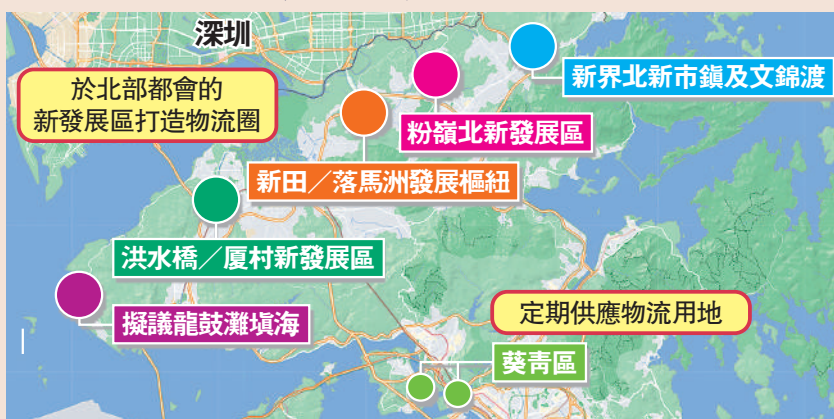 深圳
於北部都會的
新發展區打造物流圈
新界北新市鎮及文錦渡
粉嶺北新發展區
新田／落馬洲發展樞紐
洪水橋／厦村新發展區
擬議龍鼓灘填海
定期供應物流用地
葵青區